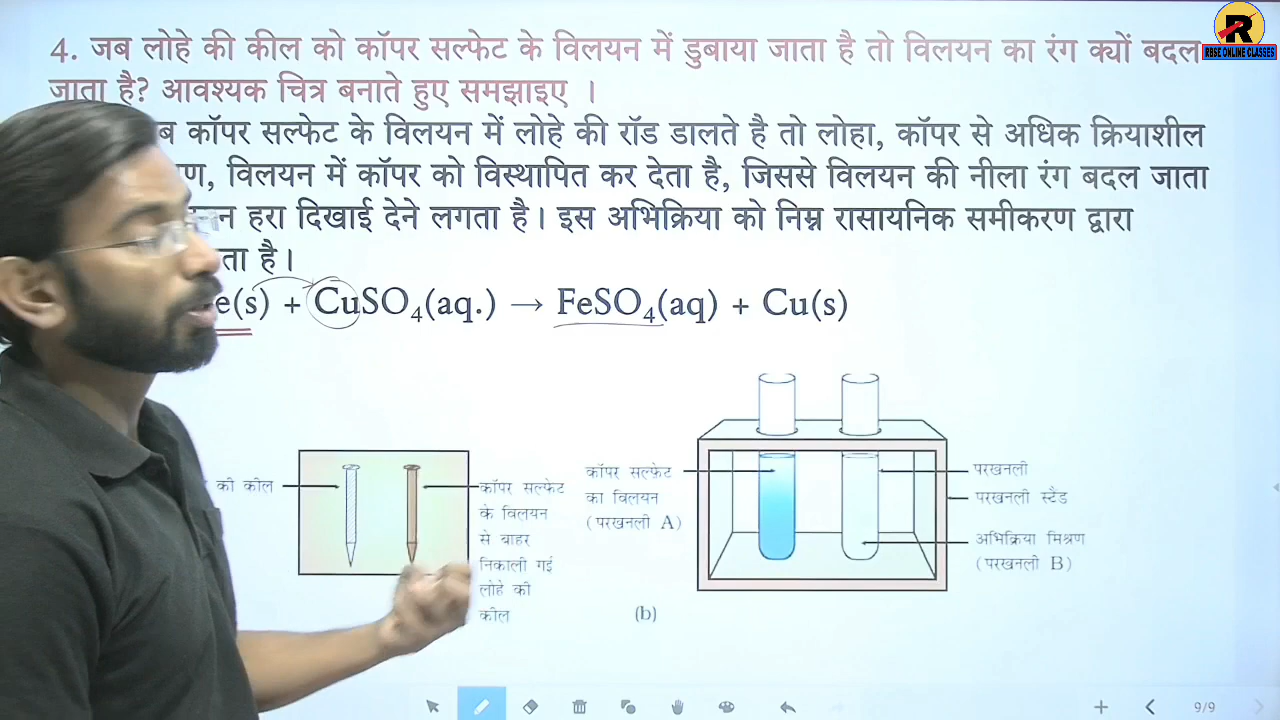 RBSE ONLINE CLASSES
4. जब लोहे की कील को कॉपर सल्फेट के विलयन में डुबाया जाता है तो विलयन का रंग क्यों बदल
जाता है? आवश्यक चित्र बनाते हुए समझाइए ।
कॉपर सल्फेट के विलयन में लोहे की रॉड डालते है तो लोहा, कॉपर से अधिक क्रियाशील
विलयन में कॉपर को विस्थापित कर देता है, जिससे विलयन की नीला रंग बदल जाता
हरा दिखाई देने लगता है। इस अभिक्रिया को निम्न रासायनिक समीकरण द्वारा
है।
e(s) + CuSO₄(aq.) → FeSO₄(aq) + Cu(s)
की कील
कॉपर सल्फेट
के विलयन
से बाहर
निकाली गई
लोहे की
कील
कॉपर सल्फ़ेट
का विलयन
(परखनली A)
परखनली
परखनली स्टैंड
अभिक्रिया मिश्रण
(परखनली B)
(b)
9/9